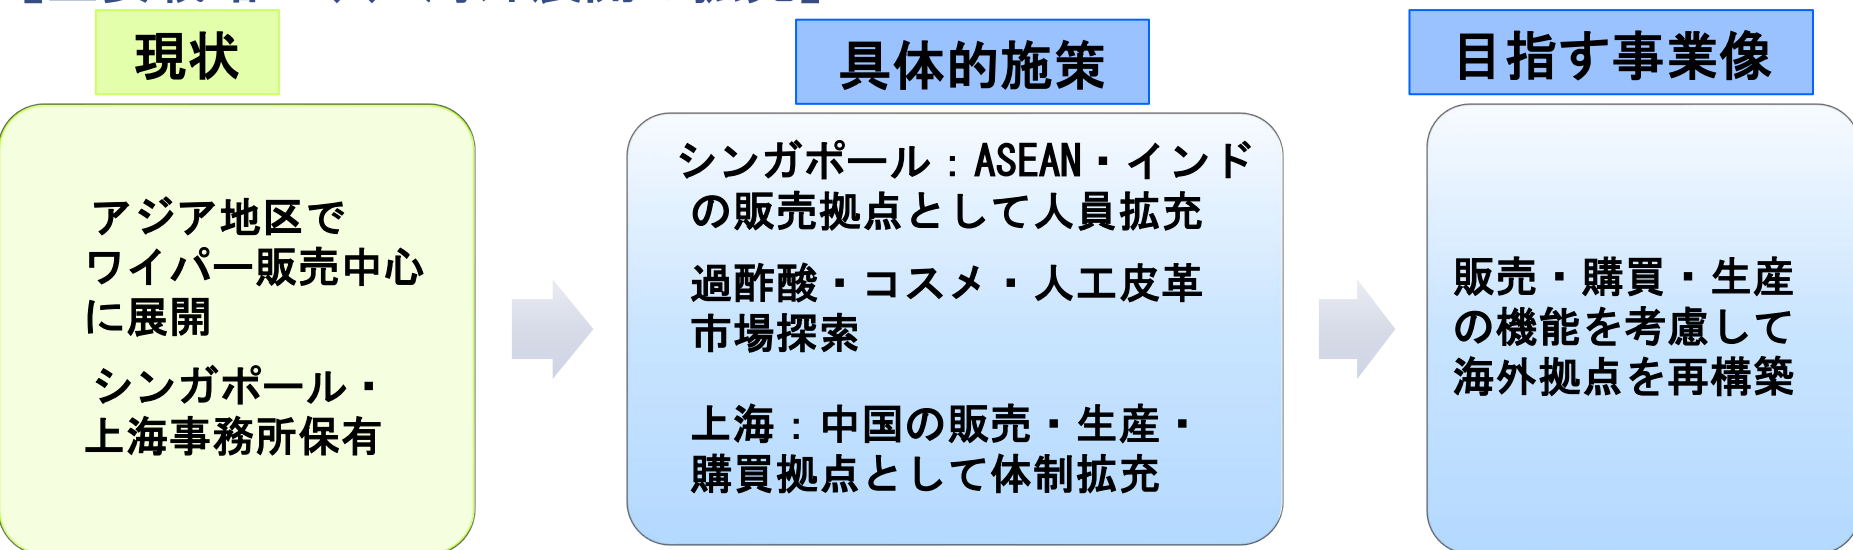 現状
アジア地区で
ワイパー販売中心
に展開
シンガポール・
上海事務所保有
具体的施策
シンガポール：ASEAN・インド
の販売拠点として人員拡充
過酢酸・コスメ・人工皮革
市場探索
上海：中国の販売・生産・
購買拠点として体制拡充
目指す事業像
販売・購買・生産
の機能を考慮して
海外拠点を再構築